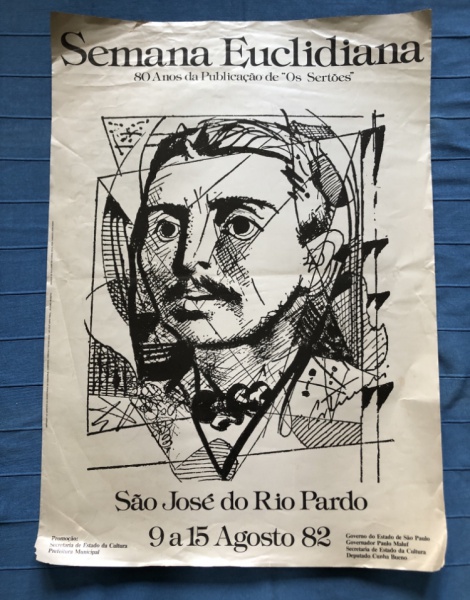 Semana Euclidiana
80 Anos da Publicação de "Os Sertões"
São José do Rio Pardo
9 a 15 Agosto 82
Promoção:
Secretaria de Estado da Cultura
Prefeitura Municipal
Governo do Estado de São Paulo
Governador Paulo Maluf
Secretaria de Estado da Cultura
Deputado Cunha Bueno